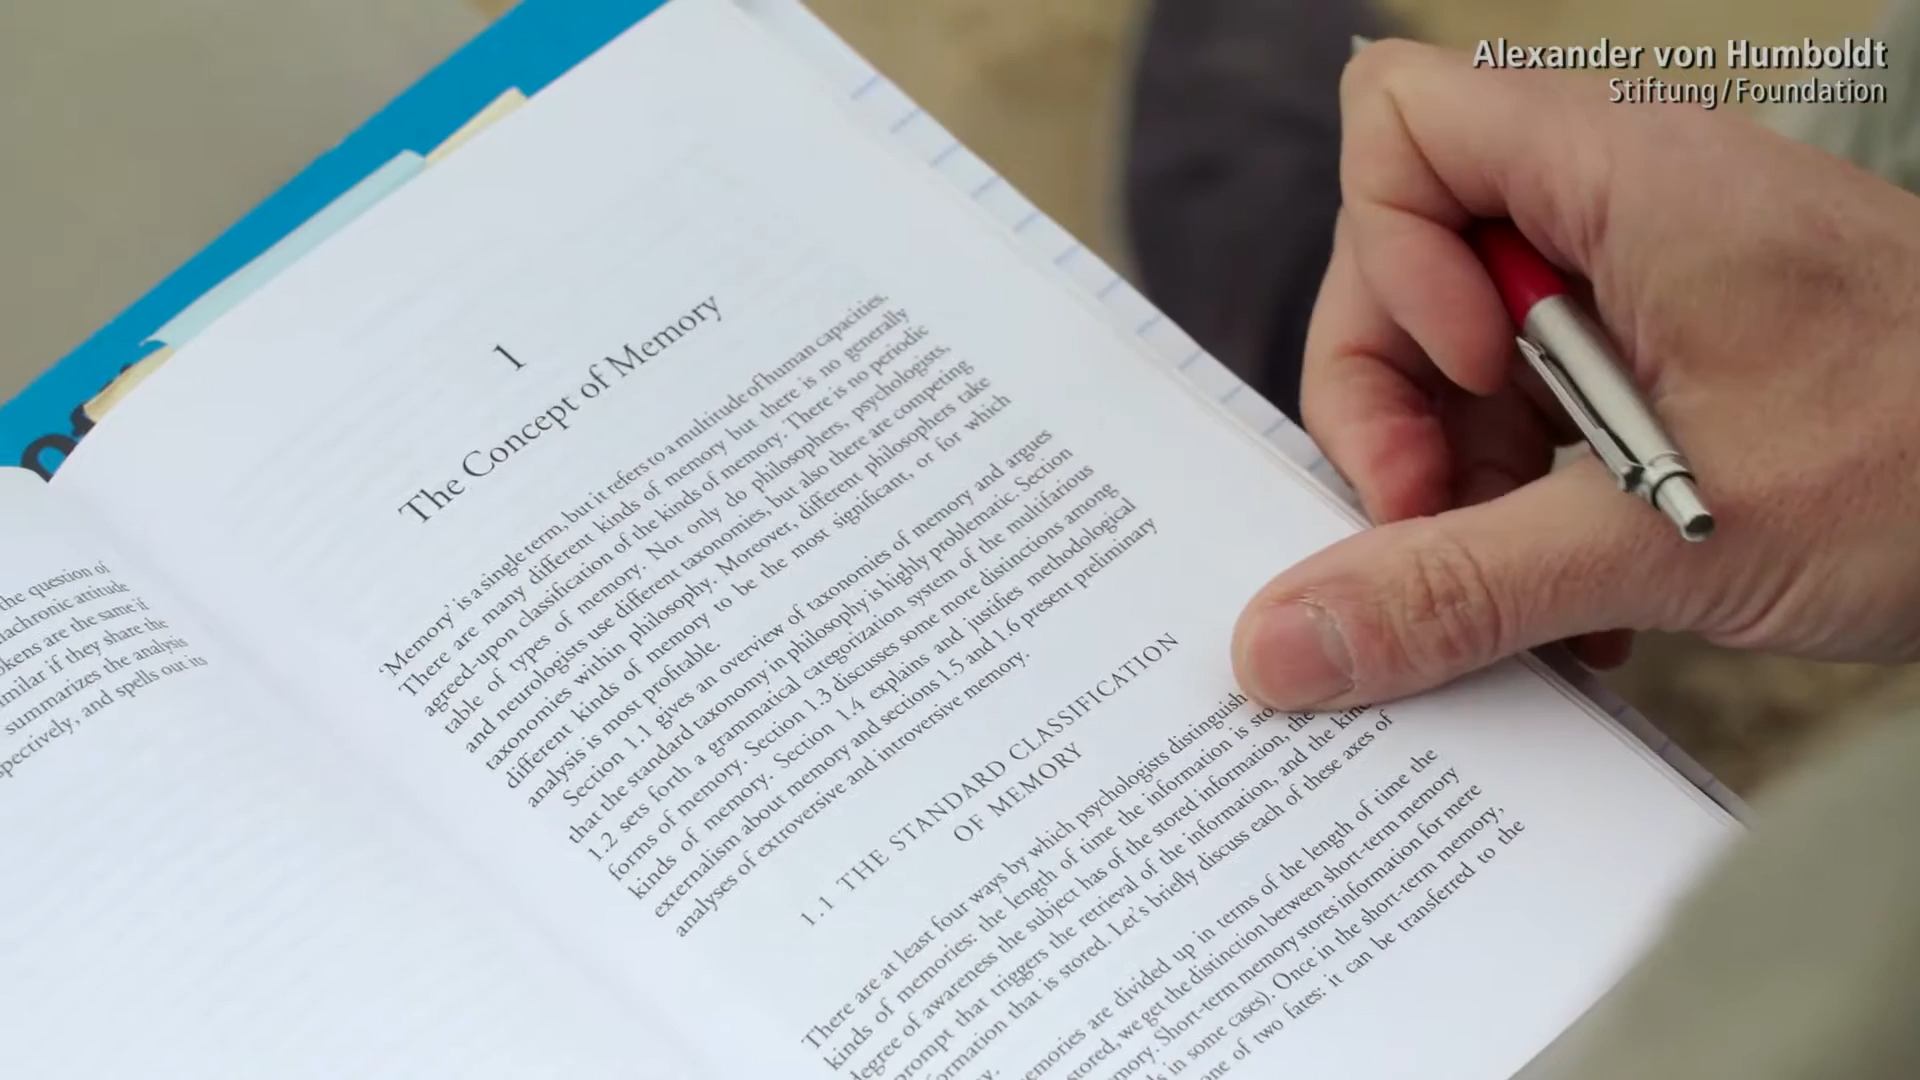 Alexander von Humboldt
Stiftung/Foundation
the question of
iachronic attitude
kens are the same if
milar if they share the
summarizes the analysis
pectively, and spells out its
1
The Concept of Memory
‘Memory’ is a single term, but it refers to a multitude of human capacities.
There are many different kinds of memory but there is no generally
agreed-upon classification of the kinds of memory. There is no periodic
table of types of memory. Not only do philosophers, psychologists,
and neurologists use different taxonomies, but also there are competing
taxonomies within philosophy. Moreover, different philosophers take
different kinds of memory to be the most significant, or for which
analysis is most profitable.
Section 1.1 gives an overview of taxonomies of memory and argues
that the standard taxonomy in philosophy is highly problematic. Section
1.2 sets forth a grammatical categorization system of the multifarious
forms of memory. Section 1.3 discusses some more distinctions among
kinds of memory. Section 1.4 explains and justifies methodological
externalism about memory and sections 1.5 and 1.6 present preliminary
analyses of extroversive and introversive memory.
1.1 THE STANDARD CLASSIFICATION
OF MEMORY
There are at least four ways by which psychologists distinguish
kinds of memories: the length of time the information is sto
degree of awareness the subject has of the stored information, the
prompt that triggers the retrieval of the information, and the kin
ormation that is stored. Let’s briefly discuss each of these axes of
y.
emories are divided up in terms of the length of time the
stored, we get the distinction between short-term memory
mory. Short-term memory stores information for mere
s in some cases). Once in the short-term memory,
one of two fates: it can be transferred to the